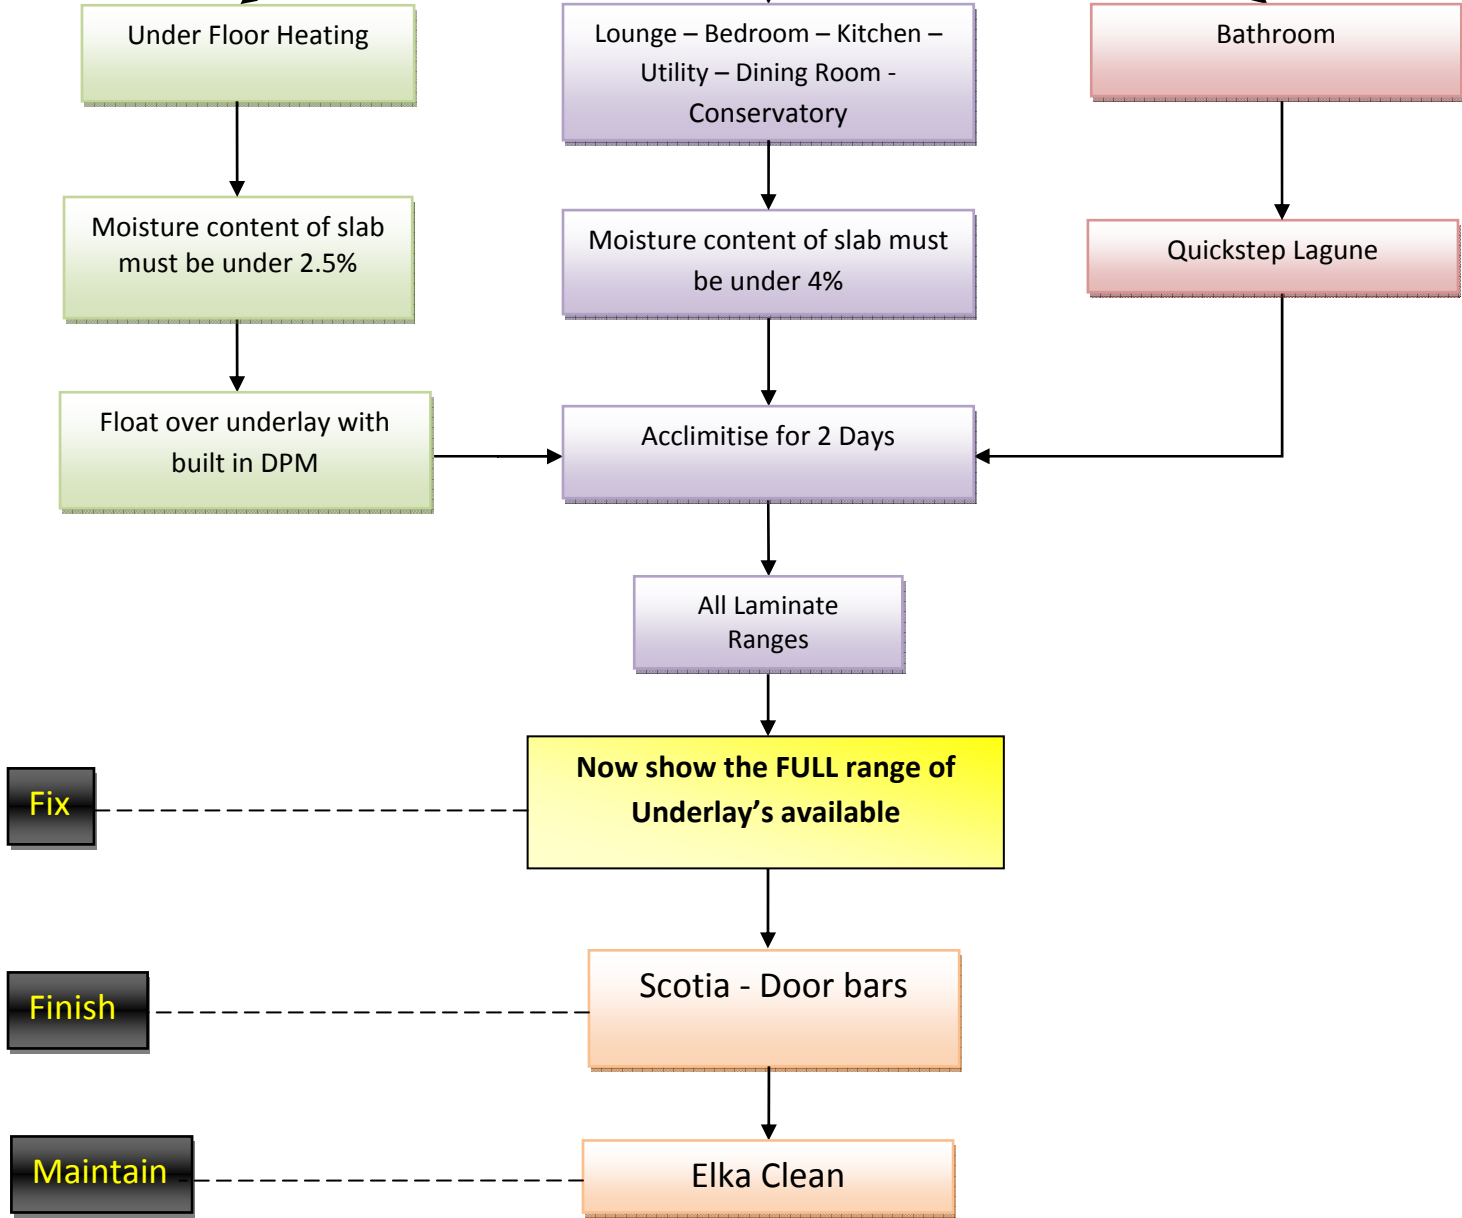 Under Floor Heating
Lounge – Bedroom – Kitchen –
Utility – Dining Room -
Conservatory
Bathroom
Moisture content of slab
must be under 2.5%
Moisture content of slab must
be under 4%
Quickstep Lagune
Float over underlay with
built in DPM
Acclimitise for 2 Days
All Laminate
Ranges
Fix
Now show the FULL range of
Underlay’s available
Finish
Scotia - Door bars
Maintain
Elka Clean